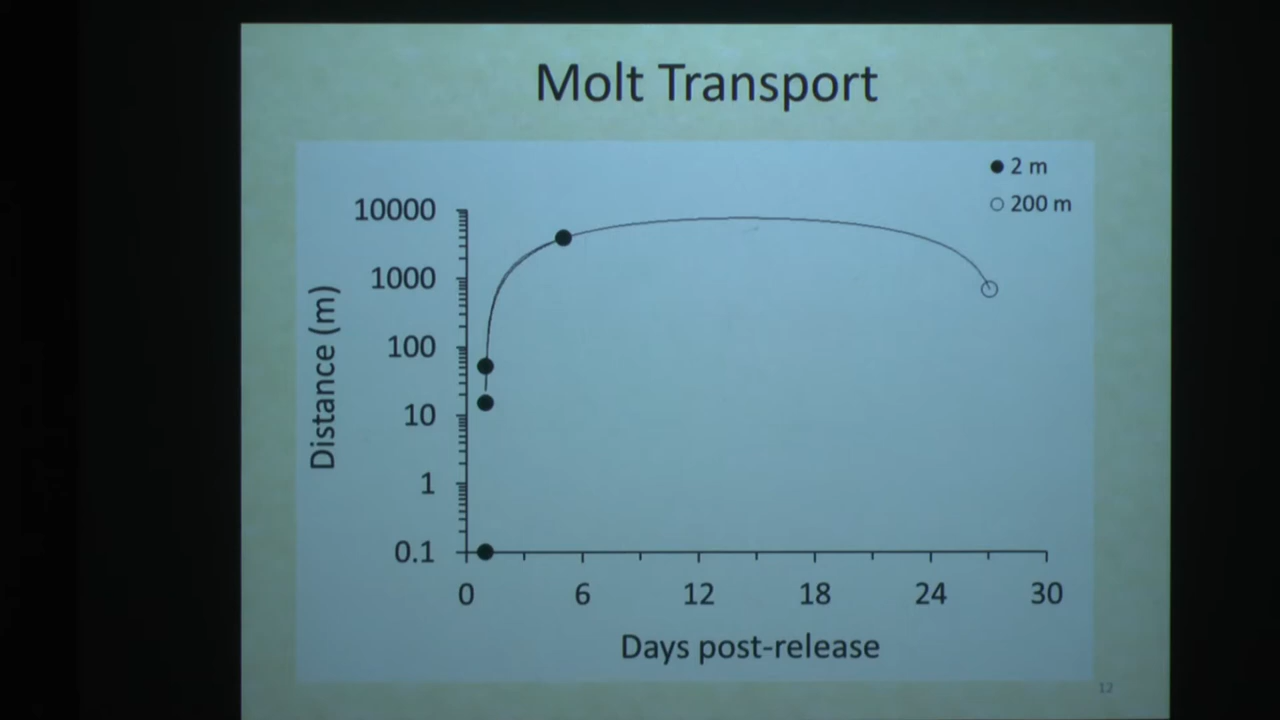 Molt Transport
2 m
200 m
10000
1000
100
10
1
0.1
Distance (m)
0 6 12 18 24 30
Days post-release
12